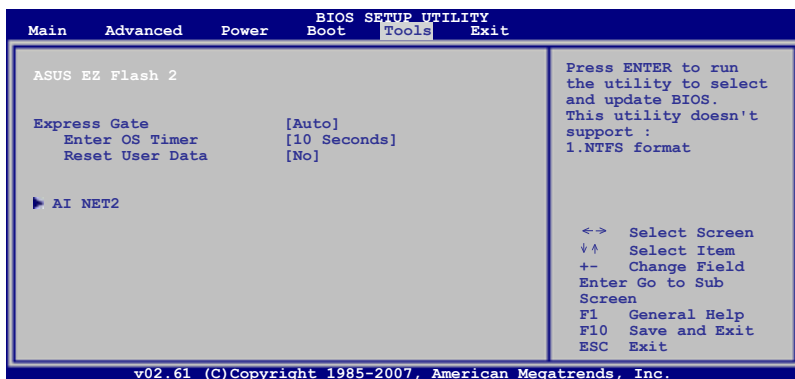 BIOS SETUP UTILITY
Main Advanced Power Boot Tools Exit
ASUS EZ Flash 2
Express Gate [Auto]
Enter OS Timer [10 Seconds]
Reset User Data [No]
AI NET2
Press ENTER to run
the utility to select
and update BIOS.
This utility doesn't
support :
1.NTFS format
←→ Select Screen
↓↑ Select Item
+- Change Field
Enter Go to Sub
Screen
F1 General Help
F10 Save and Exit
ESC Exit
v02.61 (C)Copyright 1985-2007, American Megatrends, Inc.